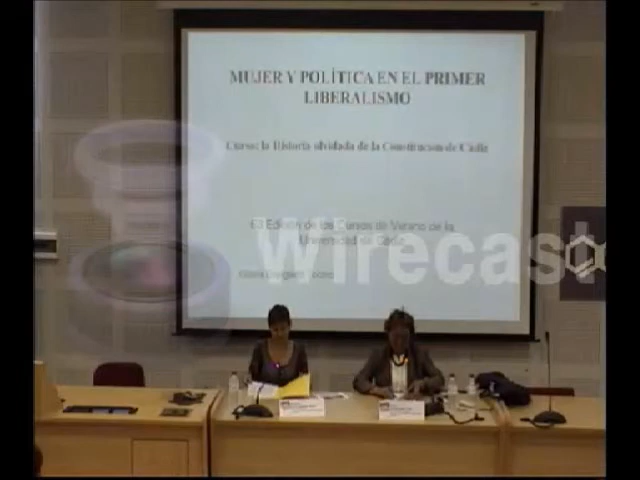 MUJER Y POLÍTICA EN EL PRIMER
LIBERALISMO
Curso: la Historia olvidada de la Constitución de Cádiz
63 Edición de los Cursos de Verano de la
Universidad de Cádiz
Wirecast